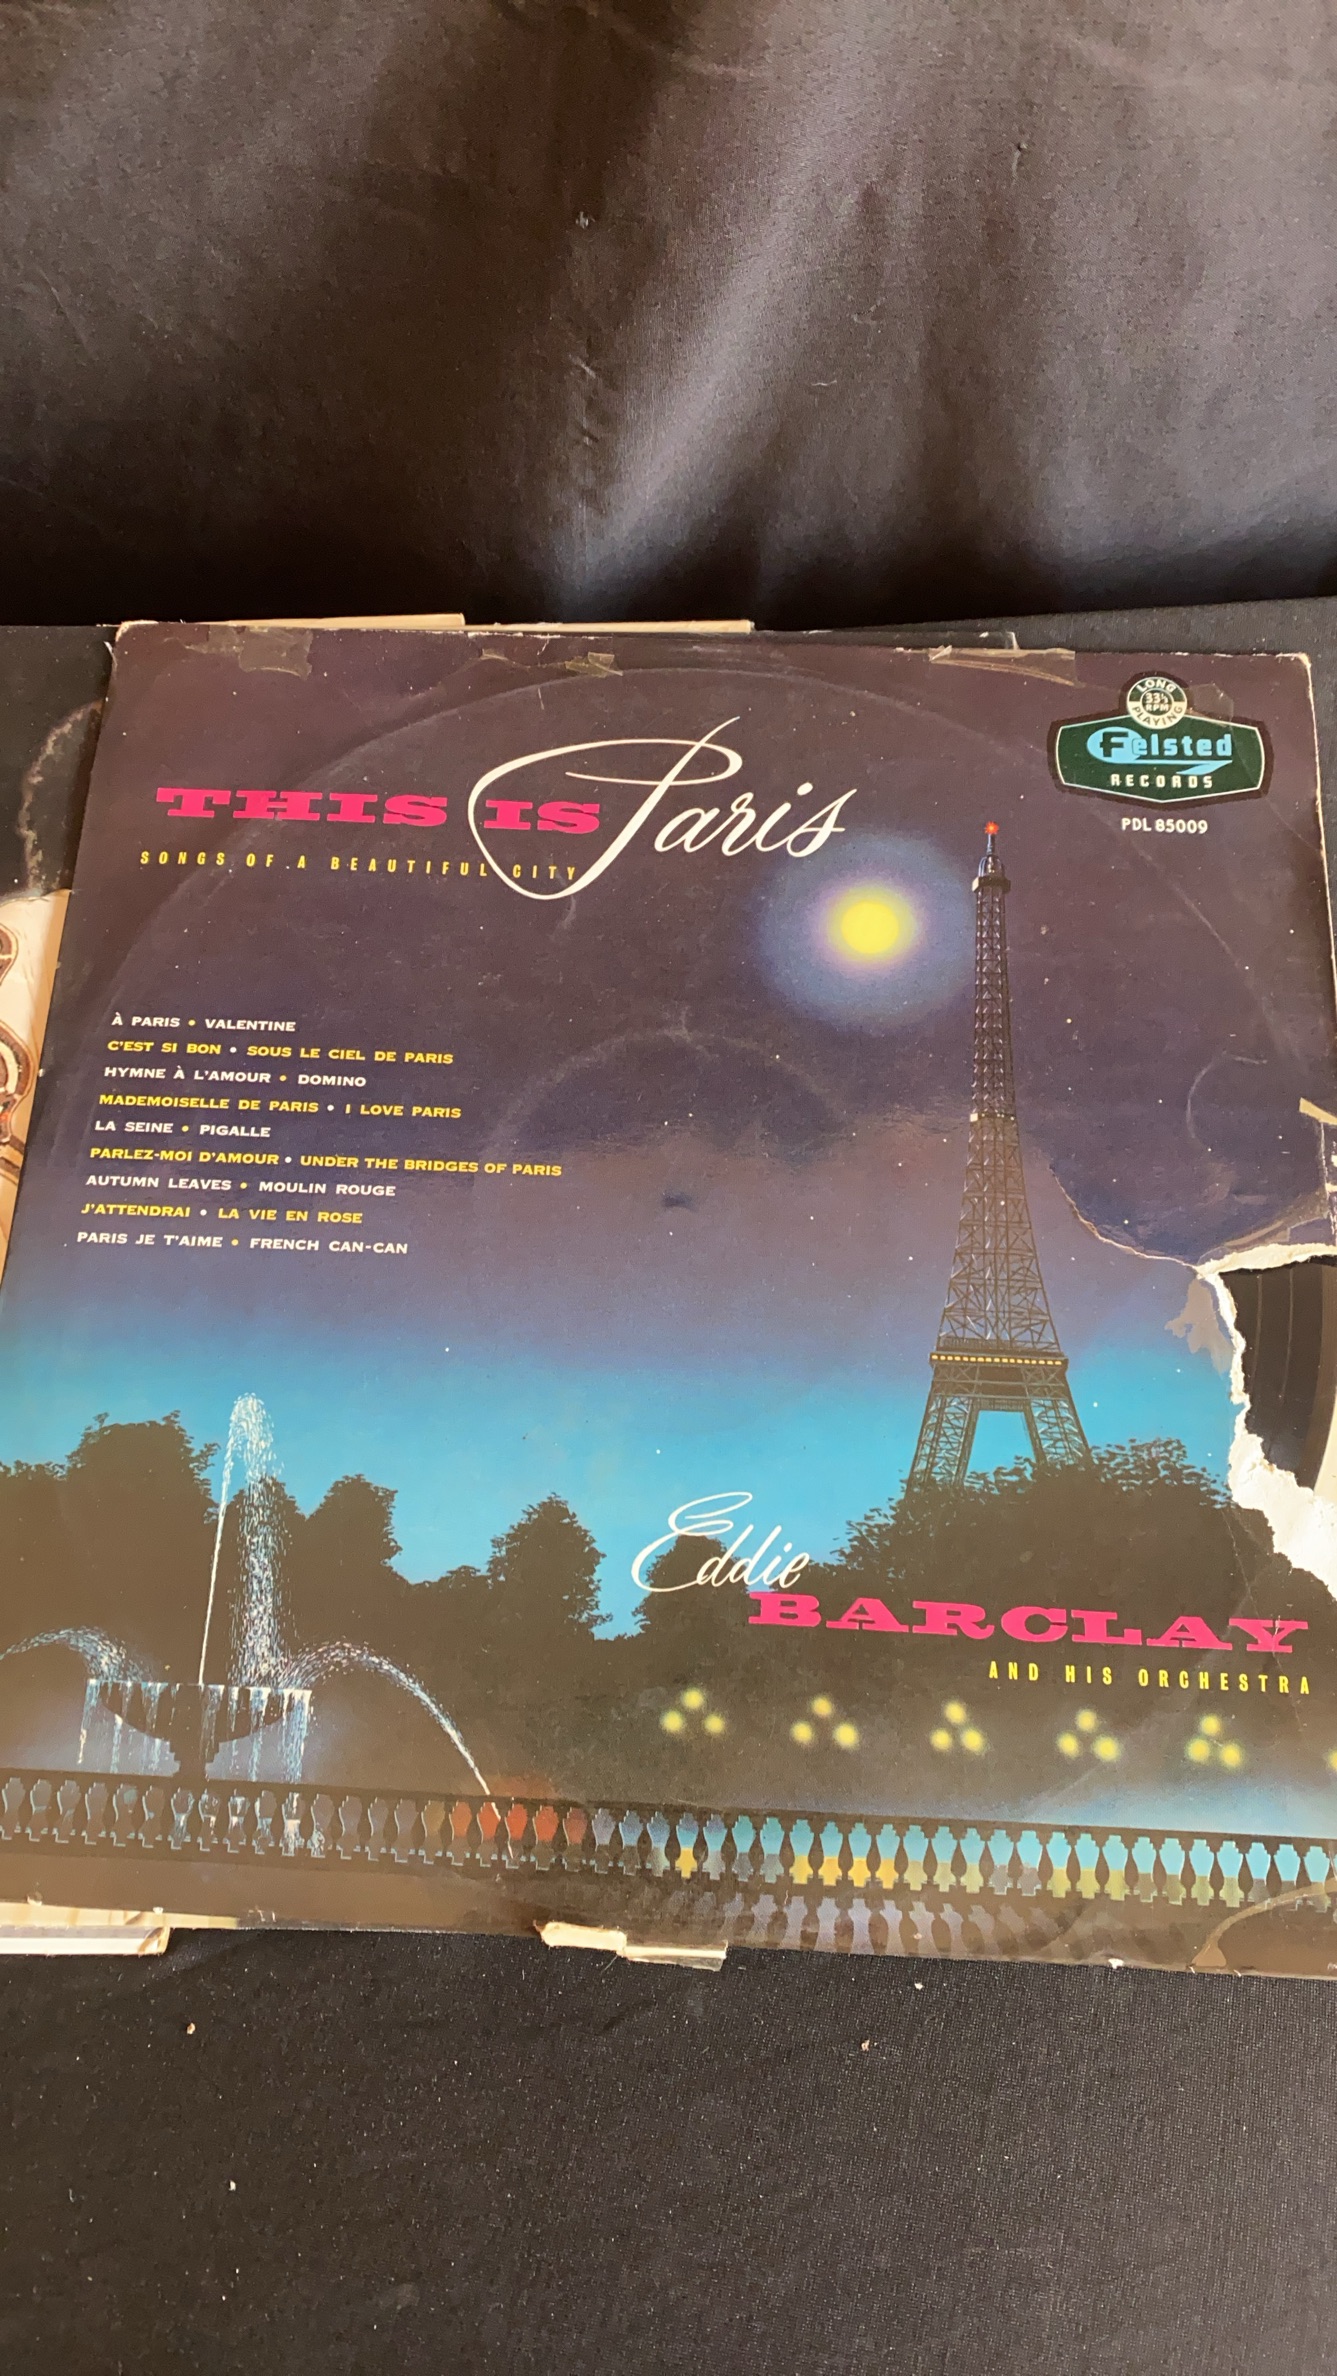 LONG
33⅓
RPM
PLAYING
Felsted
RECORDS
PDL 85009
THIS IS Paris
SONGS OF A BEAUTIFUL CITY
À PARIS • VALENTINE
C'EST SI BON • SOUS LE CIEL DE PARIS
HYMNE À L'AMOUR • DOMINO
MADEMOISELLE DE PARIS • I LOVE PARIS
LA SEINE • PIGALLE
PARLEZ-MOI D'AMOUR • UNDER THE BRIDGES OF PARIS
AUTUMN LEAVES • MOULIN ROUGE
J'ATTENDRAI • LA VIE EN ROSE
PARIS JE T'AIME • FRENCH CAN-CAN
Eddie
BARCLAY
AND HIS ORCHESTRA